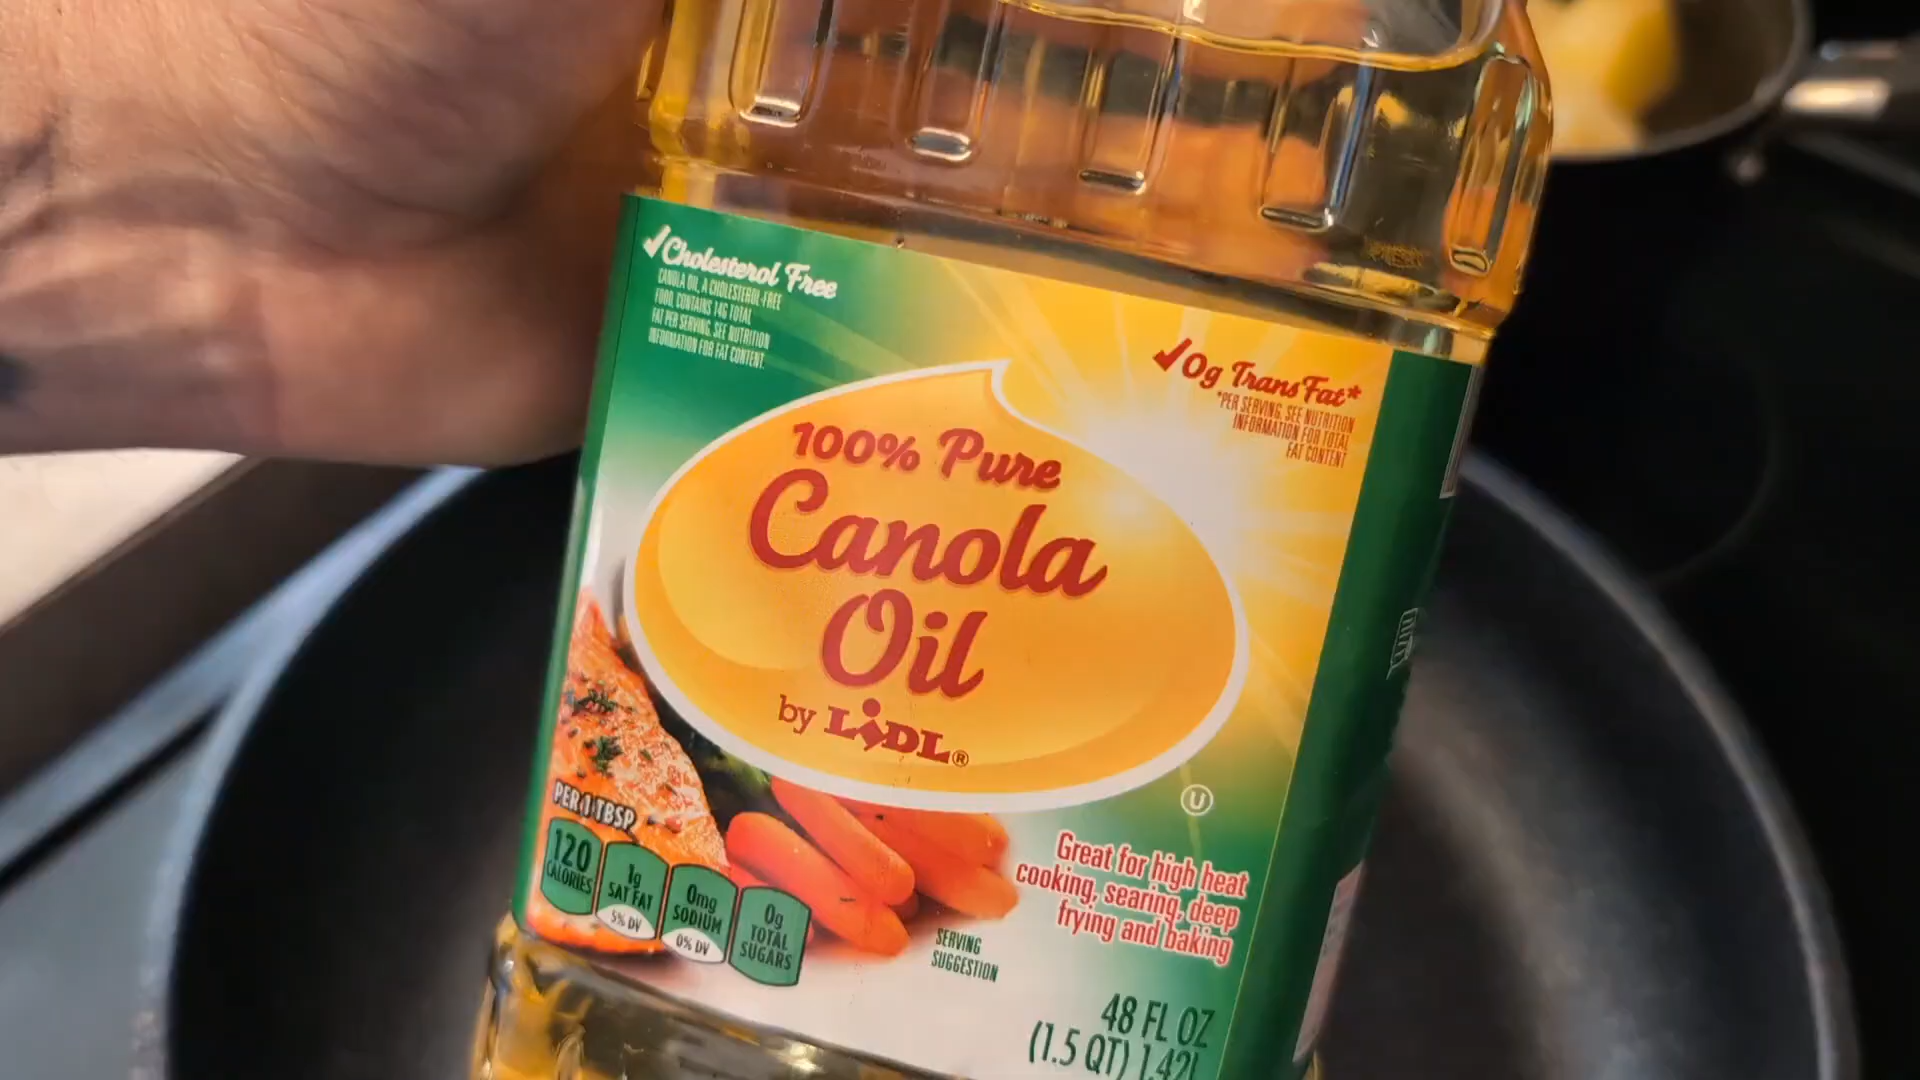 ✓Cholesterol Free
CANOLA OIL, A CHOLESTEROL-FREE
FOOD, CONTAINS 14G TOTAL
FAT PER SERVING. SEE NUTRITION
INFORMATION FOR FAT CONTENT.
✓0g Trans Fat*
*PER SERVING. SEE NUTRITION
INFORMATION FOR TOTAL
FAT CONTENT
100% Pure
Canola
Oil
by LiDL®
U
PER 1 TBSP
120
CALORIES
1g
SAT FAT
5% DV
0mg
SODIUM
0% DV
0g
TOTAL
SUGARS
SERVING
SUGGESTION
Great for high heat
cooking, searing, deep
frying and baking
48 FL OZ
(1.5 QT) 1.42L